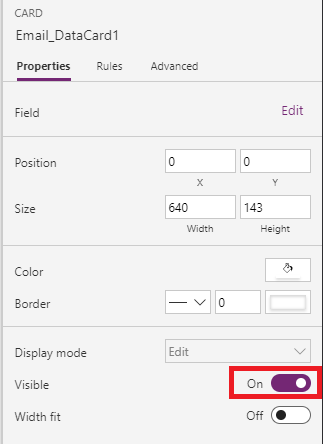 CARD
Email_DataCard1
Properties Rules Advanced
Field Edit
Position 0 0
X Y
Size 640 143
Width Height
Color
Border 0
Display mode Edit
Visible On
Width fit Off